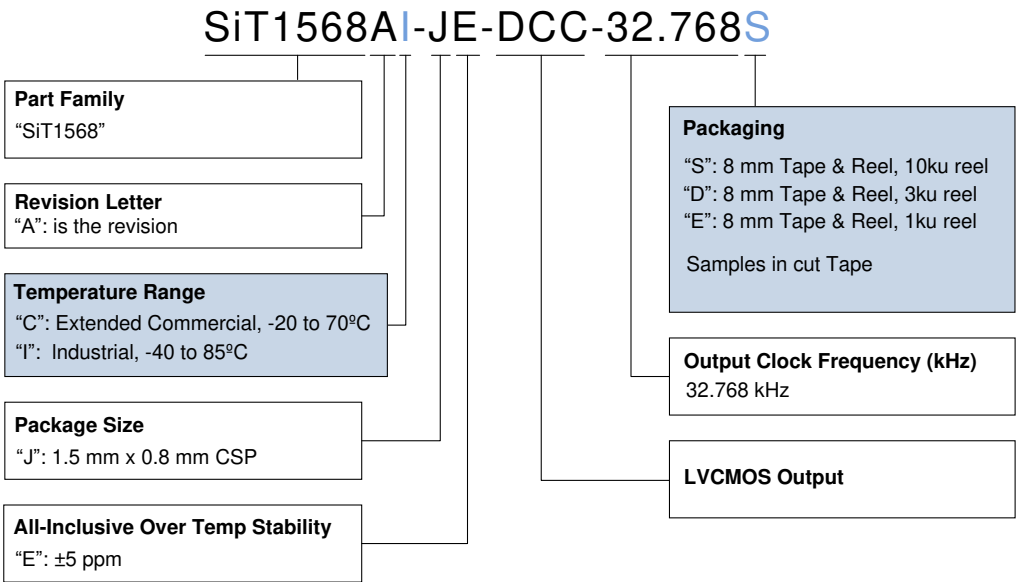 SiT1568AI-JE-DCC-32.768S
Part Family
“SiT1568”
Revision Letter
“A”: is the revision
Temperature Range
“C”: Extended Commercial, -20 to 70ºC
“I”: Industrial, -40 to 85ºC
Package Size
“J”: 1.5 mm x 0.8 mm CSP
All-Inclusive Over Temp Stability
“E”: ±5 ppm
Packaging
“S”: 8 mm Tape & Reel, 10ku reel
“D”: 8 mm Tape & Reel, 3ku reel
“E”: 8 mm Tape & Reel, 1ku reel
Samples in cut Tape
Output Clock Frequency (kHz)
32.768 kHz
LVCMOS Output